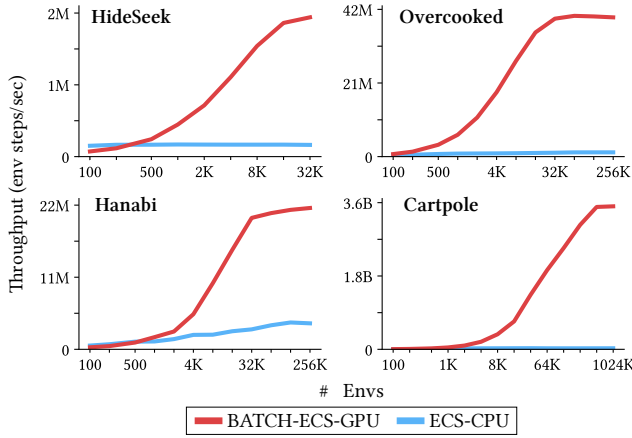 HideSeek
2M
1M
0
100 500 2K 8K 32K
Overcooked
42M
21M
0
100 500 4K 32K 256K
Throughput (env steps/sec)
Hanabi
22M
11M
0
100 500 4K 32K 256K
Cartpole
3.6B
1.8B
0
100 1K 8K 64K 1024K
# Envs
BATCH-ECS-GPU ECS-CPU